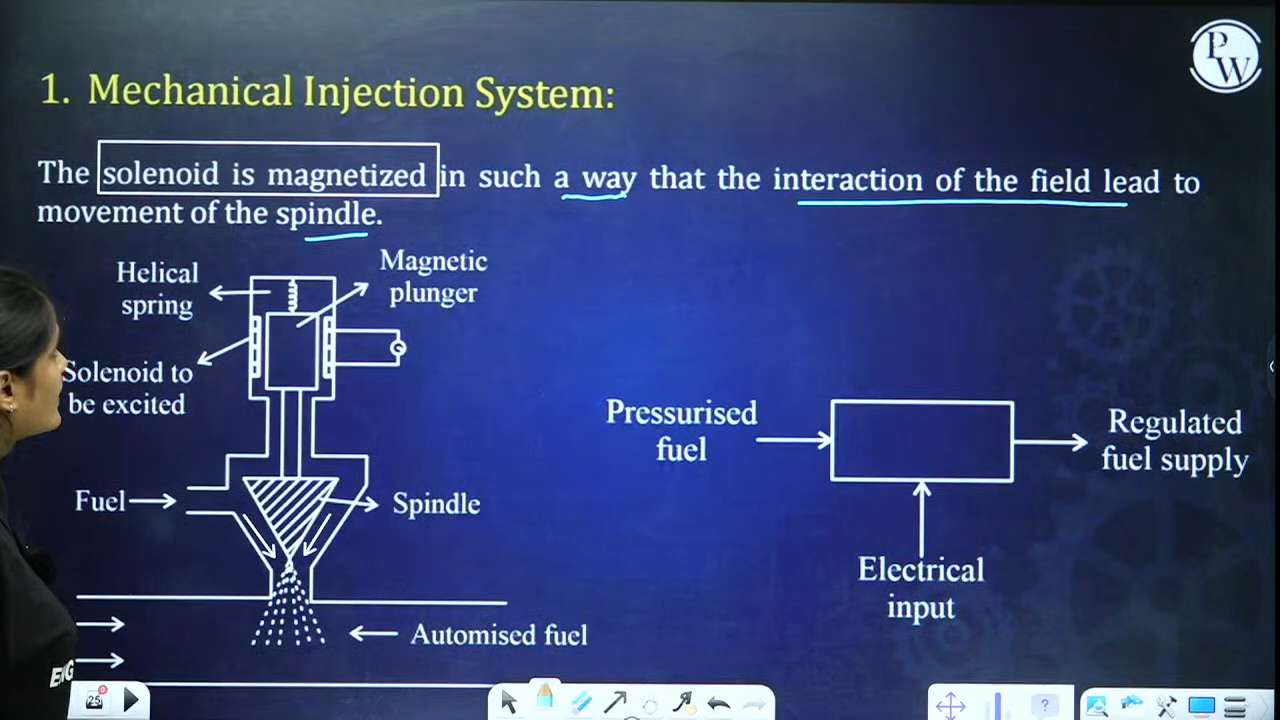 PW
1. Mechanical Injection System:
The solenoid is magnetized in such a way that the interaction of the field lead to
movement of the spindle.
Helical
spring
Magnetic
plunger
Solenoid to
be excited
Fuel
Spindle
Automised fuel
Pressurised
fuel
Regulated
fuel supply
Electrical
input
25
?